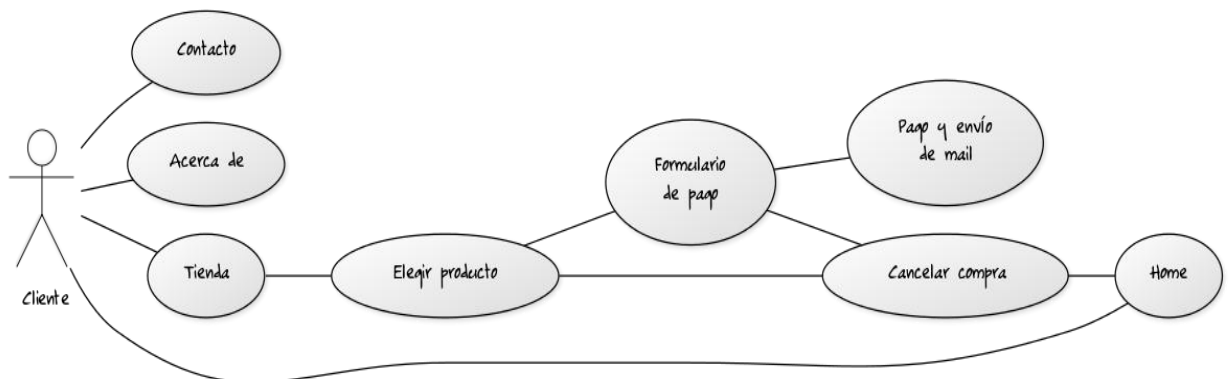 Contacto
Acerca de
Tienda
Cliente
Elegir producto
Formulario
de pago
Pago y envío
de mail
Cancelar compra
Home